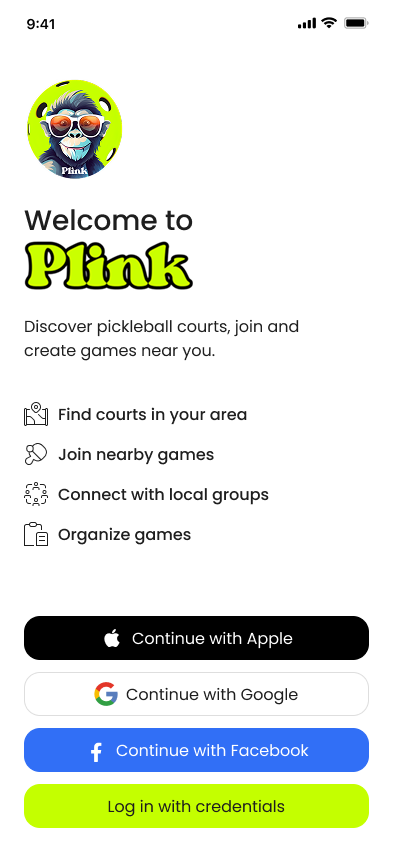 9:41
Plink
Welcome to
Plink
Discover pickleball courts, join and
create games near you.
Find courts in your area
Join nearby games
Connect with local groups
Organize games
Continue with Apple
Continue with Google
Continue with Facebook
Log in with credentials